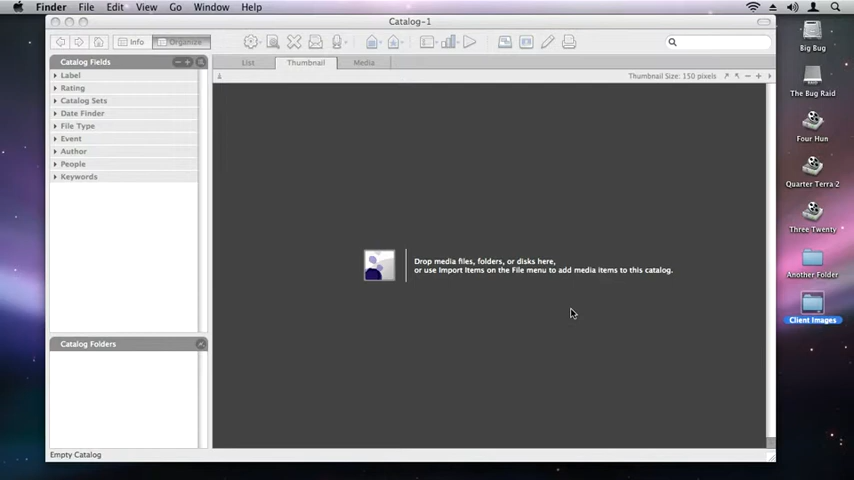 Finder File Edit View Go Window Help
Catalog-1
Info Organize
Catalog Fields
List Thumbnail Media
Thumbnail Size: 150 pixels
Label
Rating
Catalog Sets
Date Finder
File Type
Event
Author
People
Keywords
Drop media files, folders, or disks here,
or use Import Items on the File menu to add media items to this catalog.
Catalog Folders
Empty Catalog
Big Bug
The Bug Raid
Four Hun
Quarter Terra 2
Three Twenty
Another Folder
Client Images